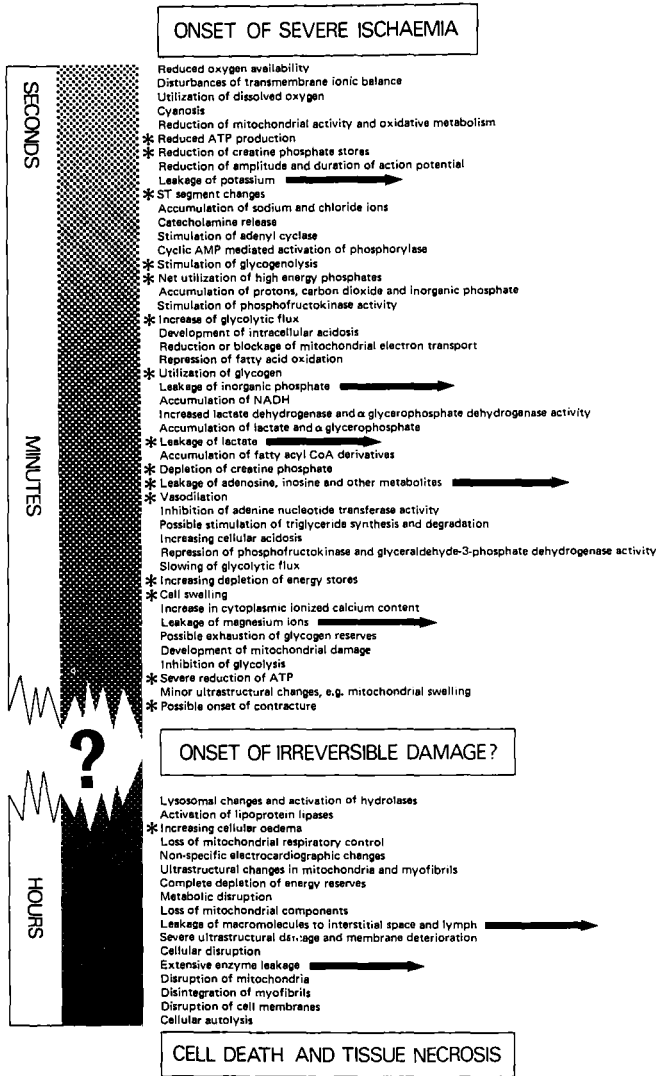 ONSET OF SEVERE ISCHAEMIA
SECONDS
Reduced oxygen availability
Disturbances of transmembrane ionic balance
Utilization of dissolved oxygen
Cyanosis
Reduction of mitochondrial activity and oxidative metabolism
* Reduced ATP production
* Reduction of creatine phosphate stores
Reduction of amplitude and duration of action potential
Leakage of potassium
* ST segment changes
Accumulation of sodium and chloride ions
Catecholamine release
Stimulation of adenyl cyclase
Cyclic AMP mediated activation of phosphorylase
* Stimulation of glycogenolysis
* Net utilization of high energy phosphates
Accumulation of protons, carbon dioxide and inorganic phosphate
Stimulation of phosphofructokinase activity
* Increase of glycolytic flux
Development of intracellular acidosis
Reduction or blockage of mitochondrial electron transport
Repression of fatty acid oxidation
* Utilization of glycogen
Leakage of inorganic phosphate
Accumulation of NADH
Increased lactate dehydrogenase and α glycerophosphate dehydrogenase activity
Accumulation of lactate and α glycerophosphate
MINUTES
* Leakage of lactate
Accumulation of fatty acyl CoA derivatives
* Depletion of creatine phosphate
* Leakage of adenosine, inosine and other metabolites
* Vasodilation
Inhibition of adenine nucleotide transferase activity
Possible stimulation of triglyceride synthesis and degradation
Increasing cellular acidosis
Repression of phosphofructokinase and glyceraldehyde-3-phosphate dehydrogenase activity
Slowing of glycolytic flux
* Increasing depletion of energy stores
* Cell swelling
Increase in cytoplasmic ionized calcium content
Leakage of magnesium ions
Possible exhaustion of glycogen reserves
Development of mitochondrial damage
Inhibition of glycolysis
* Severe reduction of ATP
Minor ultrastructural changes, e.g. mitochondrial swelling
* Possible onset of contracture
?
ONSET OF IRREVERSIBLE DAMAGE?
HOURS
Lysosomal changes and activation of hydrolases
Activation of lipoprotein lipases
* Increasing cellular oedema
Loss of mitochondrial respiratory control
Non-specific electrocardiographic changes
Ultrastructural changes in mitochondria and myofibrils
Complete depletion of energy reserves
Metabolic disruption
Loss of mitochondrial components
Leakage of macromolecules to interstitial space and lymph
Severe ultrastructural damage and membrane deterioration
Cellular disruption
Extensive enzyme leakage
Disruption of mitochondria
Disintegration of myofibrils
Disruption of cell membranes
Cellular autolysis
CELL DEATH AND TISSUE NECROSIS